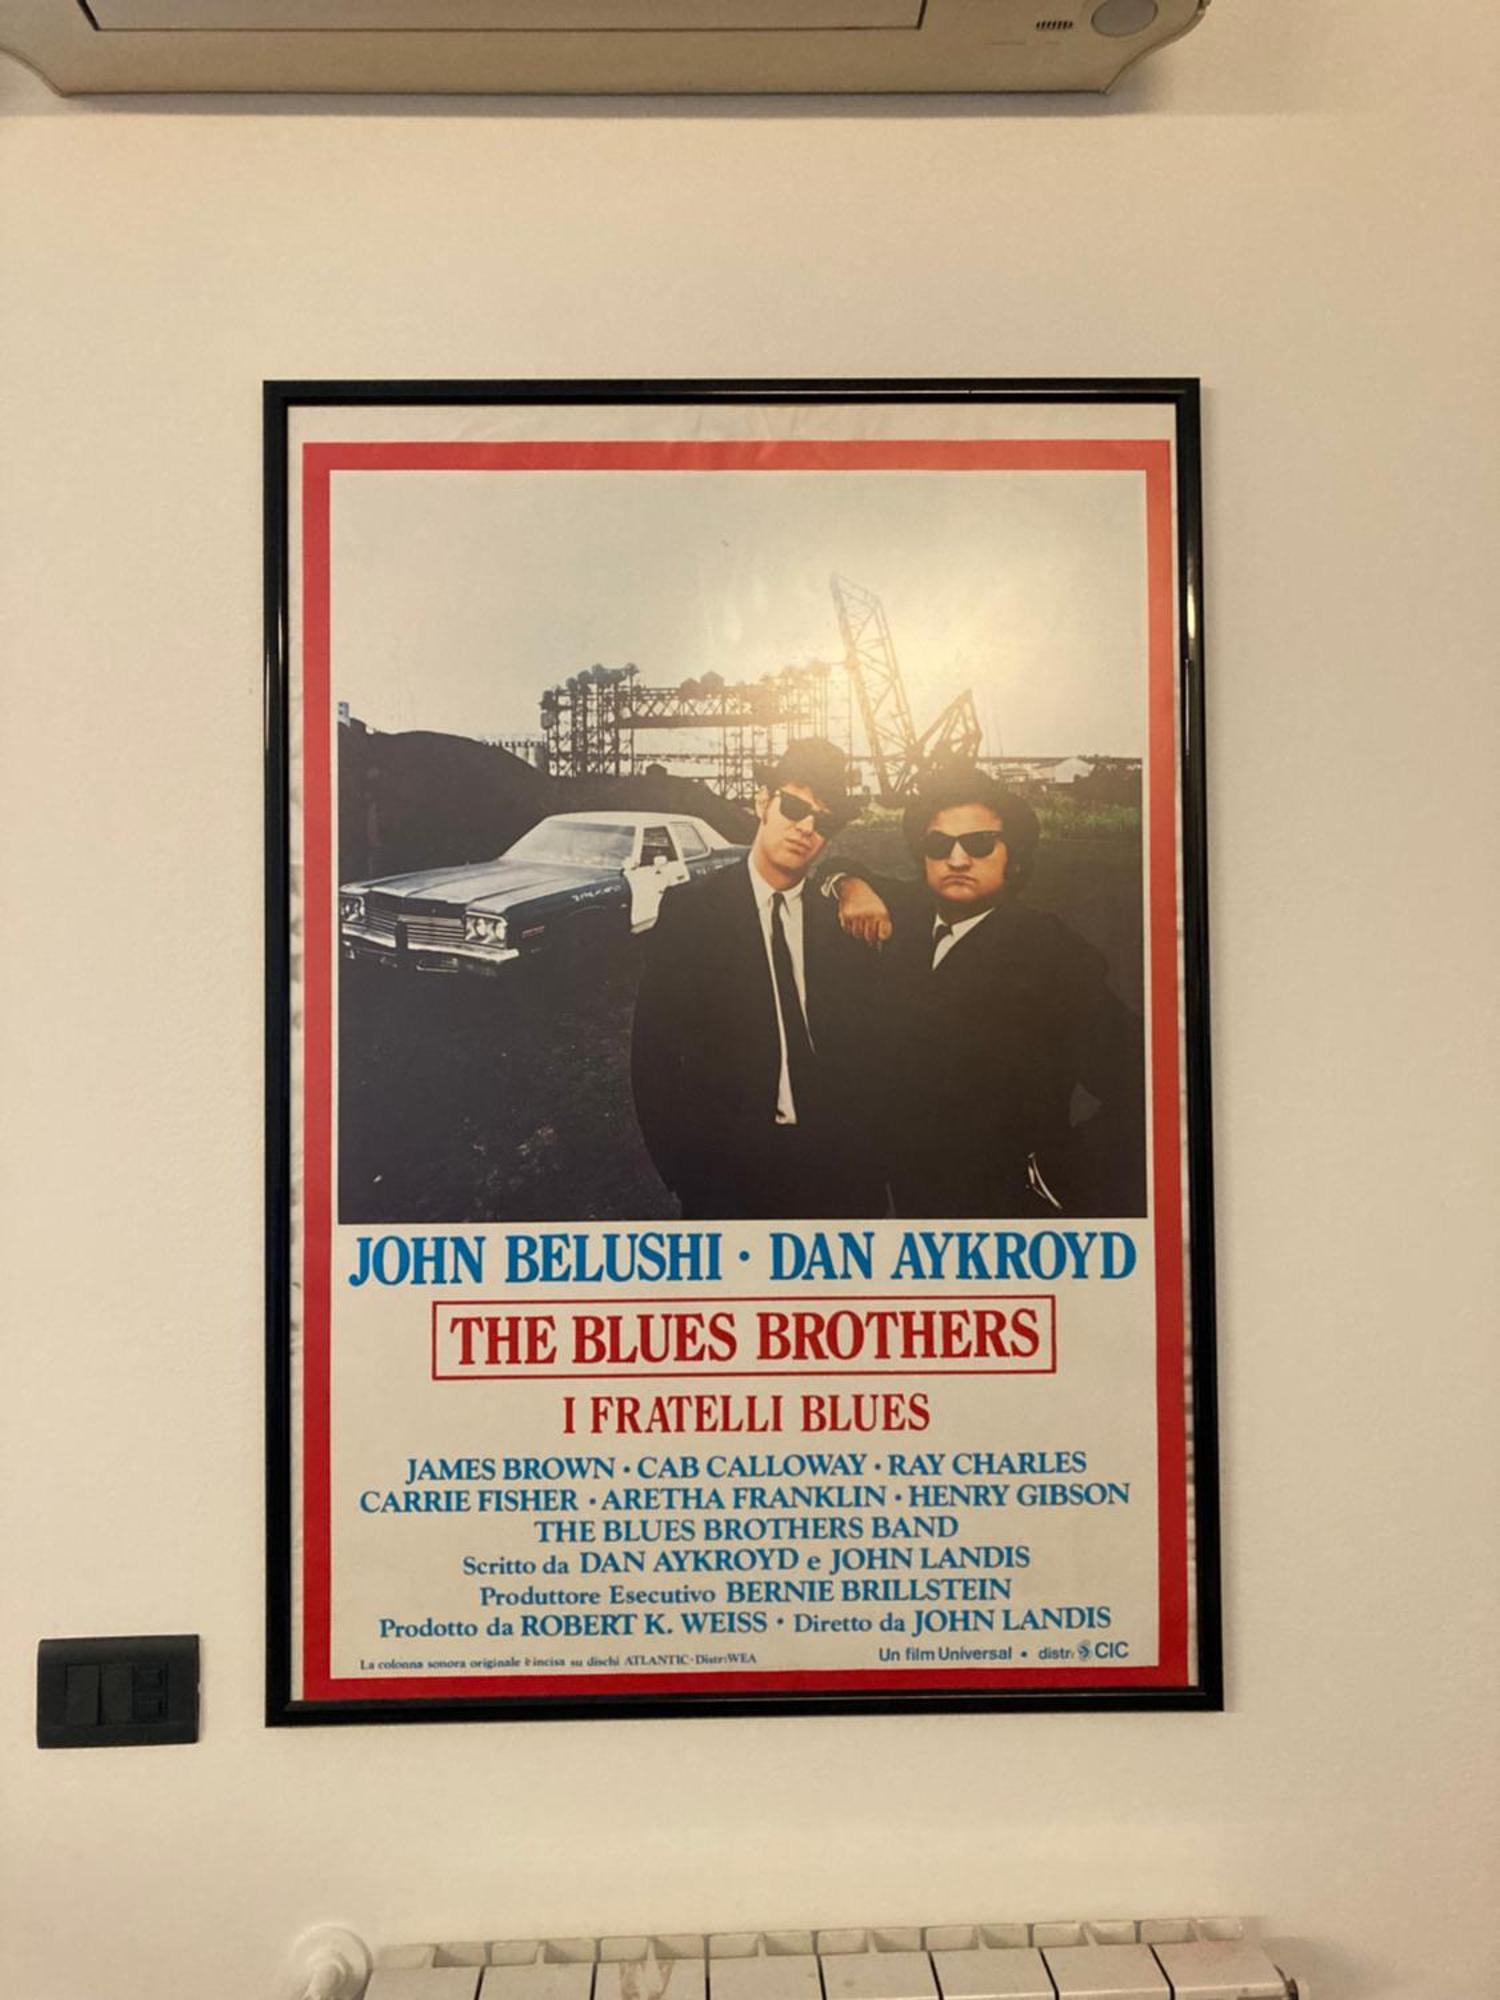 JOHN BELUSHI · DAN AYKROYD
THE BLUES BROTHERS
I FRATELLI BLUES
JAMES BROWN · CAB CALLOWAY · RAY CHARLES
CARRIE FISHER · ARETHA FRANKLIN · HENRY GIBSON
THE BLUES BROTHERS BAND
Scritto da DAN AYKROYD e JOHN LANDIS
Produttore Esecutivo BERNIE BRILLSTEIN
Prodotto da ROBERT K. WEISS · Diretto da JOHN LANDIS
La colonna sonora originale è incisa su dischi ATLANTIC-Distr:WEA
Un film Universal • distr: CIC